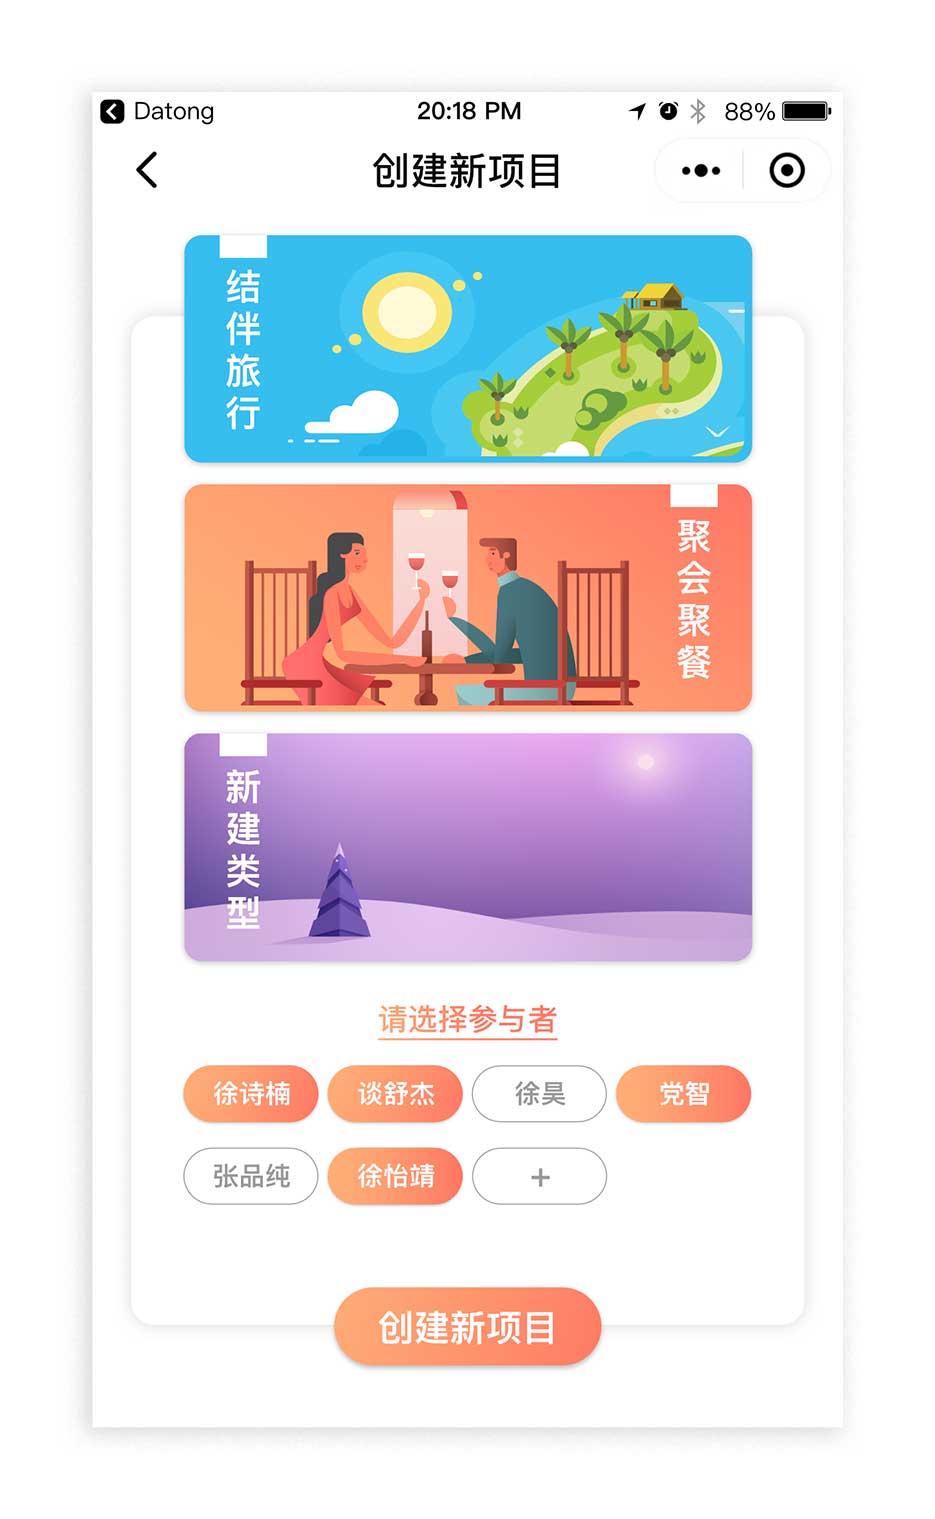 Datong
20:18 PM
88%
创建新项目
结伴旅行
聚会聚餐
新建类型
请选择参与者
徐诗楠
谈舒杰
徐昊
党智
张品纯
徐怡靖
+
创建新项目